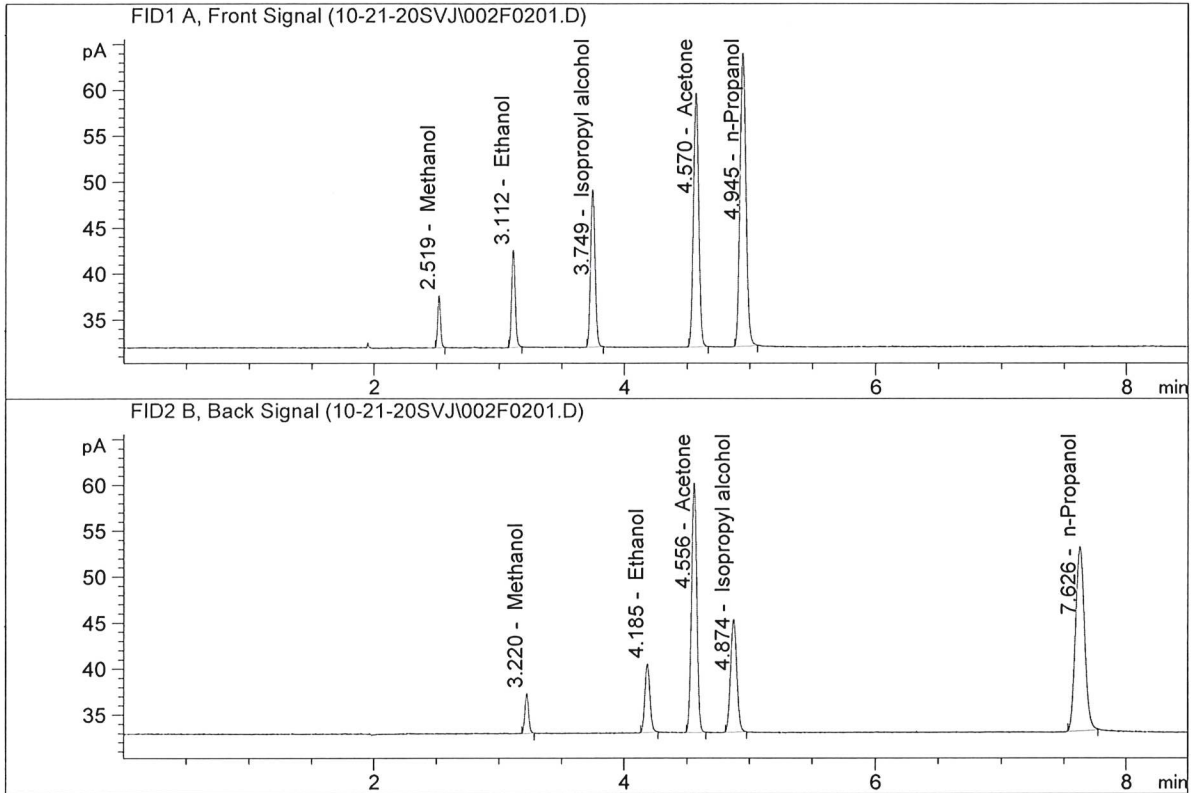 FID1 A, Front Signal (10-21-20SVJ\002F0201.D)
pA
60
55
50
45
40
35
2.519 - Methanol
3.112 - Ethanol
3.749 - Isopropyl alcohol
4.570 - Acetone
4.945 - n-Propanol
2
4
6
8
min
FID2 B, Back Signal (10-21-20SVJ\002F0201.D)
pA
60
55
50
45
40
35
3.220 - Methanol
4.185 - Ethanol
4.556 - Acetone
4.874 - Isopropyl alcohol
7.626 - n-Propanol
2
4
6
8
min